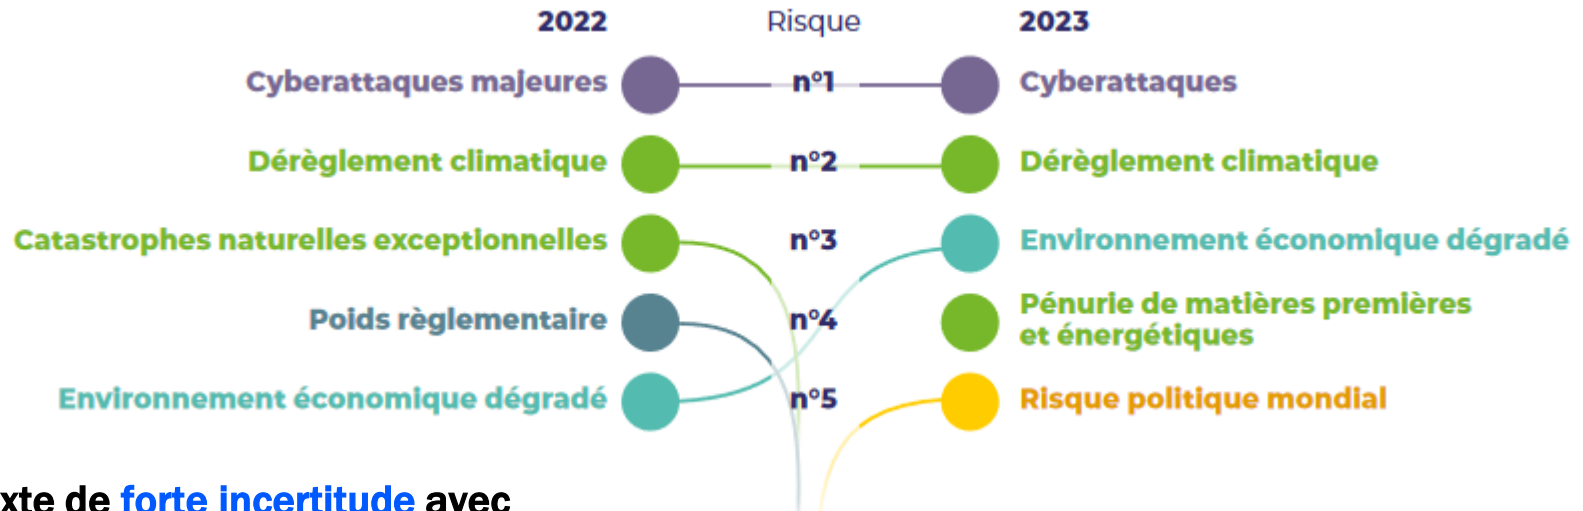 2022 Risque 2023
Cyberattaques majeures n°1 Cyberattaques
Dérèglement climatique n°2 Dérèglement climatique
Catastrophes naturelles exceptionnelles n°3 Environnement économique dégradé
Poids règlementaire n°4 Pénurie de matières premières
et énergétiques
Environnement économique dégradé n°5 Risque politique mondial
xte de forte incertitude avec